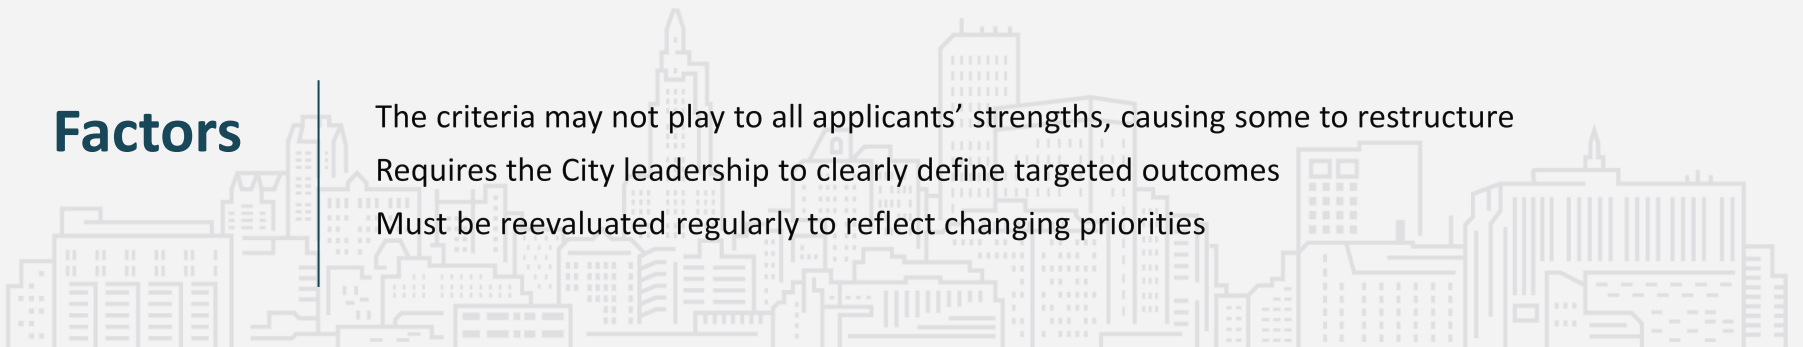 Factors
The criteria may not play to all applicants’ strengths, causing some to restructure
Requires the City leadership to clearly define targeted outcomes
Must be reevaluated regularly to reflect changing priorities